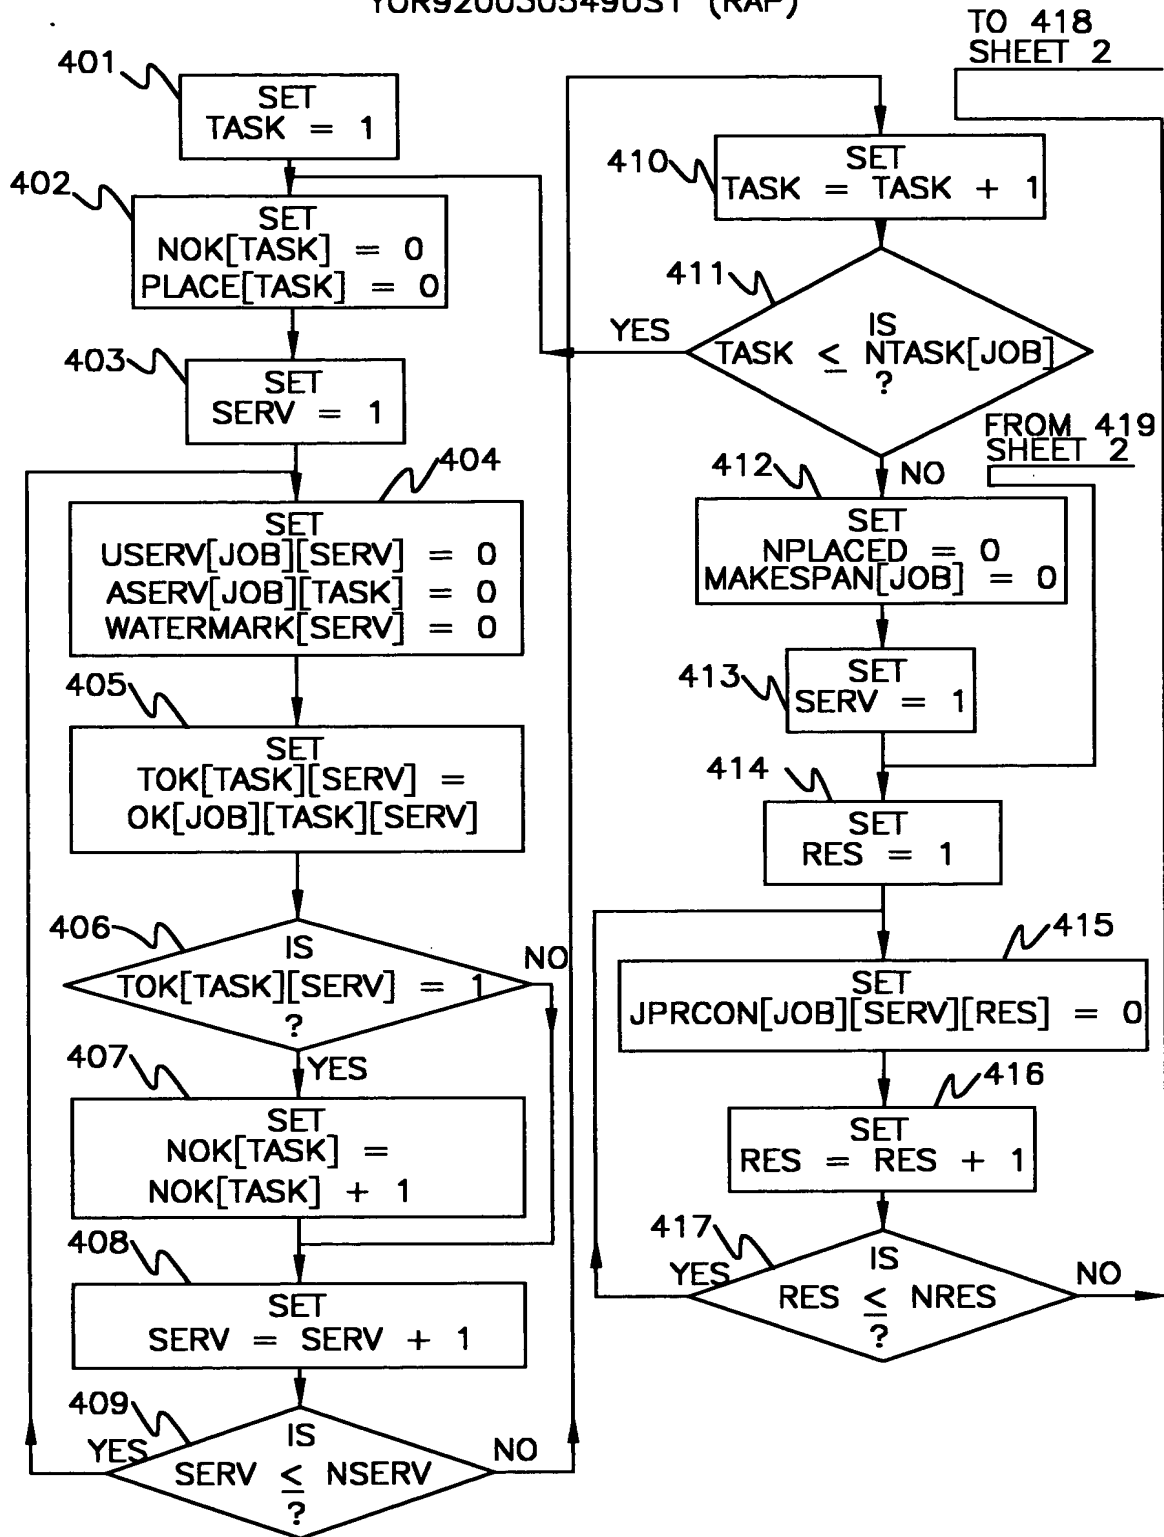 YOR920030549US1 (RAP)
TO 418
SHEET 2
401
SET
TASK = 1
402
SET
NOK[TASK] = 0
PLACE[TASK] = 0
403
SET
SERV = 1
404
SET
USERV[JOB][SERV] = 0
ASERV[JOB][TASK] = 0
WATERMARK[SERV] = 0
405
SET
TOK[TASK][SERV] =
OK[JOB][TASK][SERV]
406
IS
TOK[TASK][SERV] = 1
?
NO
YES
407
SET
NOK[TASK] =
NOK[TASK] + 1
408
SET
SERV = SERV + 1
409
IS
SERV ≤ NSERV
?
YES
NO
410
SET
TASK = TASK + 1
411
IS
TASK ≤ NTASK[JOB]
?
YES
NO
FROM 419
SHEET 2
412
SET
NPLACED = 0
MAKESPAN[JOB] = 0
413
SET
SERV = 1
414
SET
RES = 1
415
SET
JPRCON[JOB][SERV][RES] = 0
416
SET
RES = RES + 1
417
IS
RES ≤ NRES
?
YES
NO